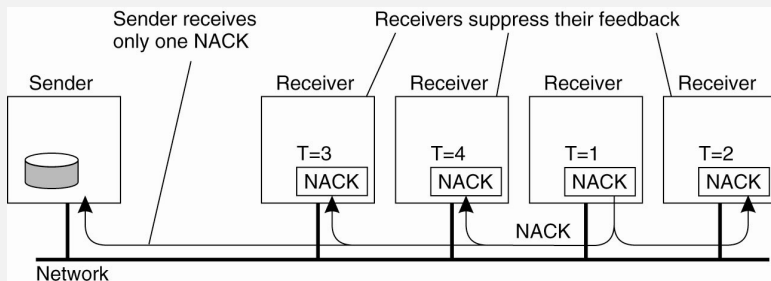 Sender receives
only one NACK
Receivers suppress their feedback
Sender
Receiver
Receiver
Receiver
Receiver
T=3
T=4
T=1
T=2
NACK
NACK
NACK
NACK
NACK
Network